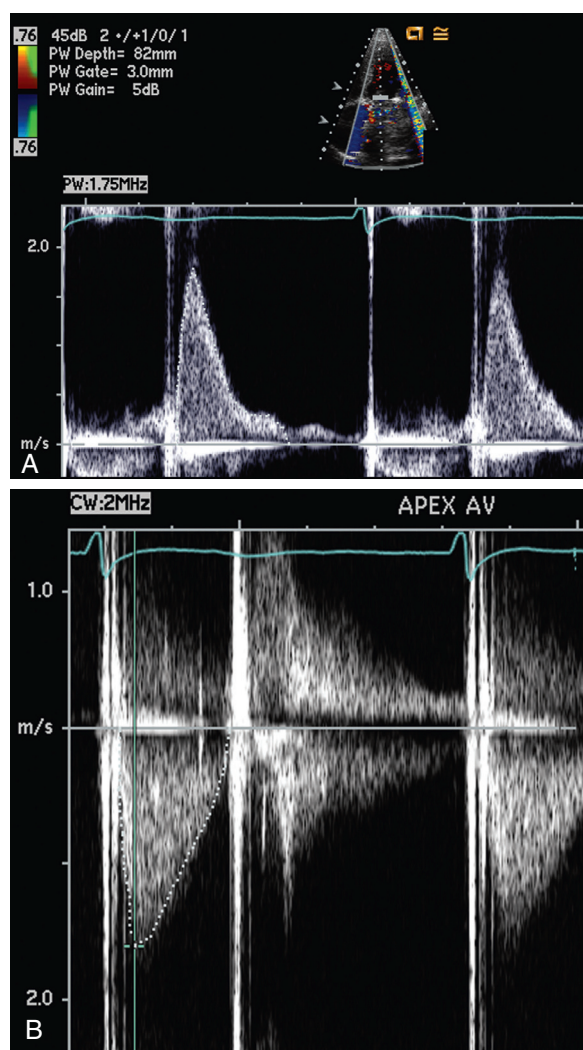 .76
45dB 2 •/+1/0/1
PW Depth= 82mm
PW Gate= 3.0mm
PW Gain= 5dB
.76
PW:1.75MHz
2.0
m/s
A
CW:2MHz
APEX AV
1.0
m/s
2.0
B